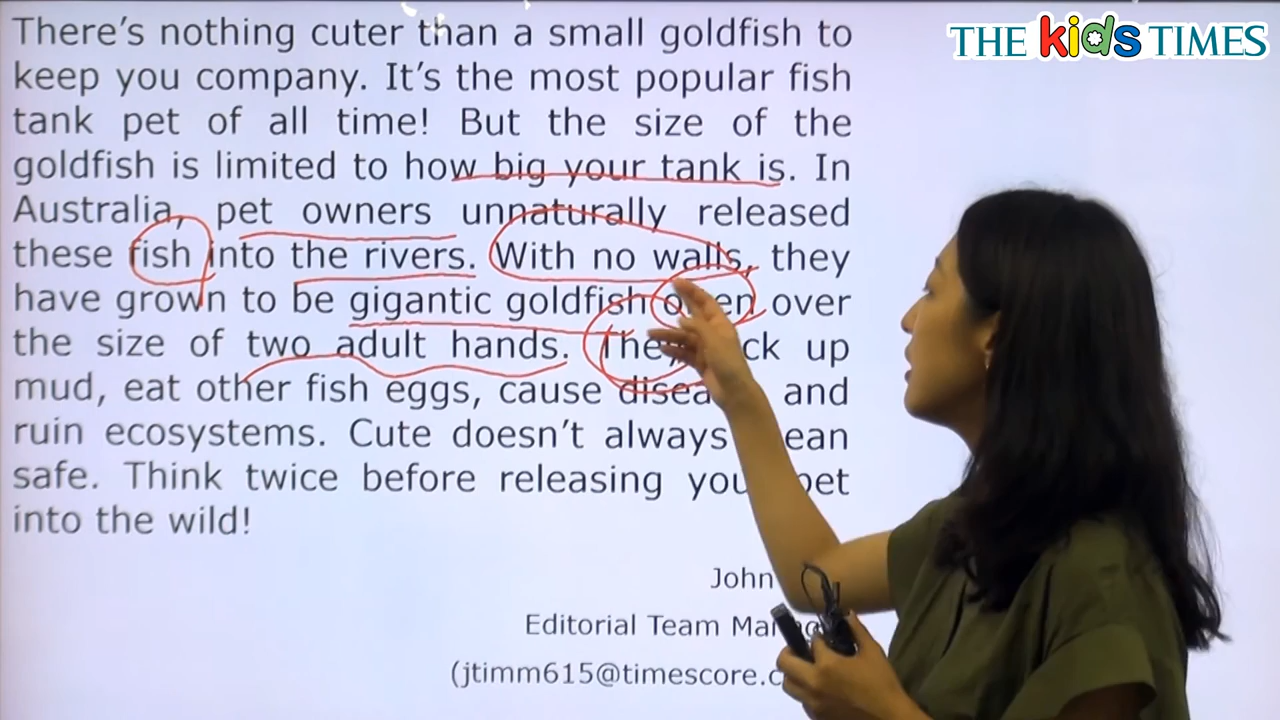 THE kids TIMES
There's nothing cuter than a small goldfish to
keep you company. It's the most popular fish
tank pet of all time! But the size of the
goldfish is limited to how big your tank is. In
Australia, pet owners unnaturally released
these fish into the rivers. With no walls, they
have grown to be gigantic goldfish over
the size of two adult hands. They up
mud, eat other fish eggs, cause and
ruin ecosystems. Cute doesn't always
safe. Think twice before releasing pet
into the wild!
John
Editorial Team
(jtimm615@timescore.c